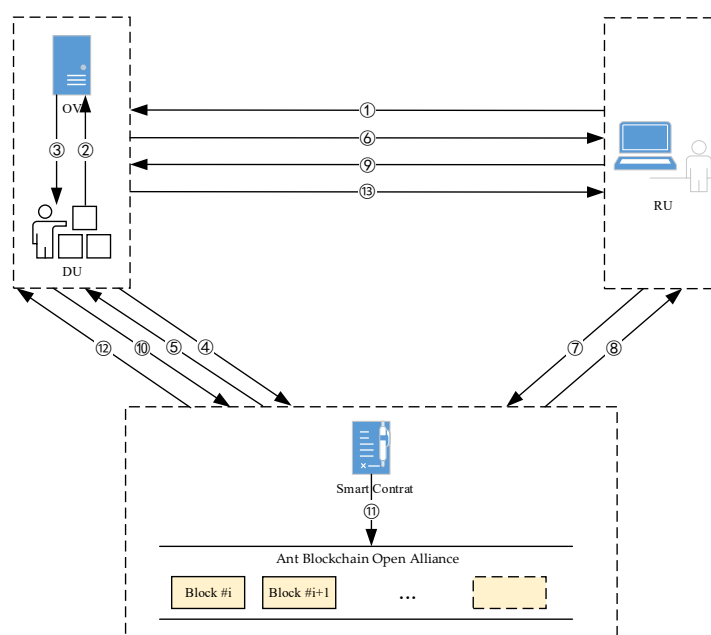 OV
①
⑥
③
②
⑨
⑬
RU
DU
⑫
⑩
⑤
④
⑦
⑧
Smart Contrat
⑪
Ant Blockchain Open Alliance
Block #i
Block #i+1
...